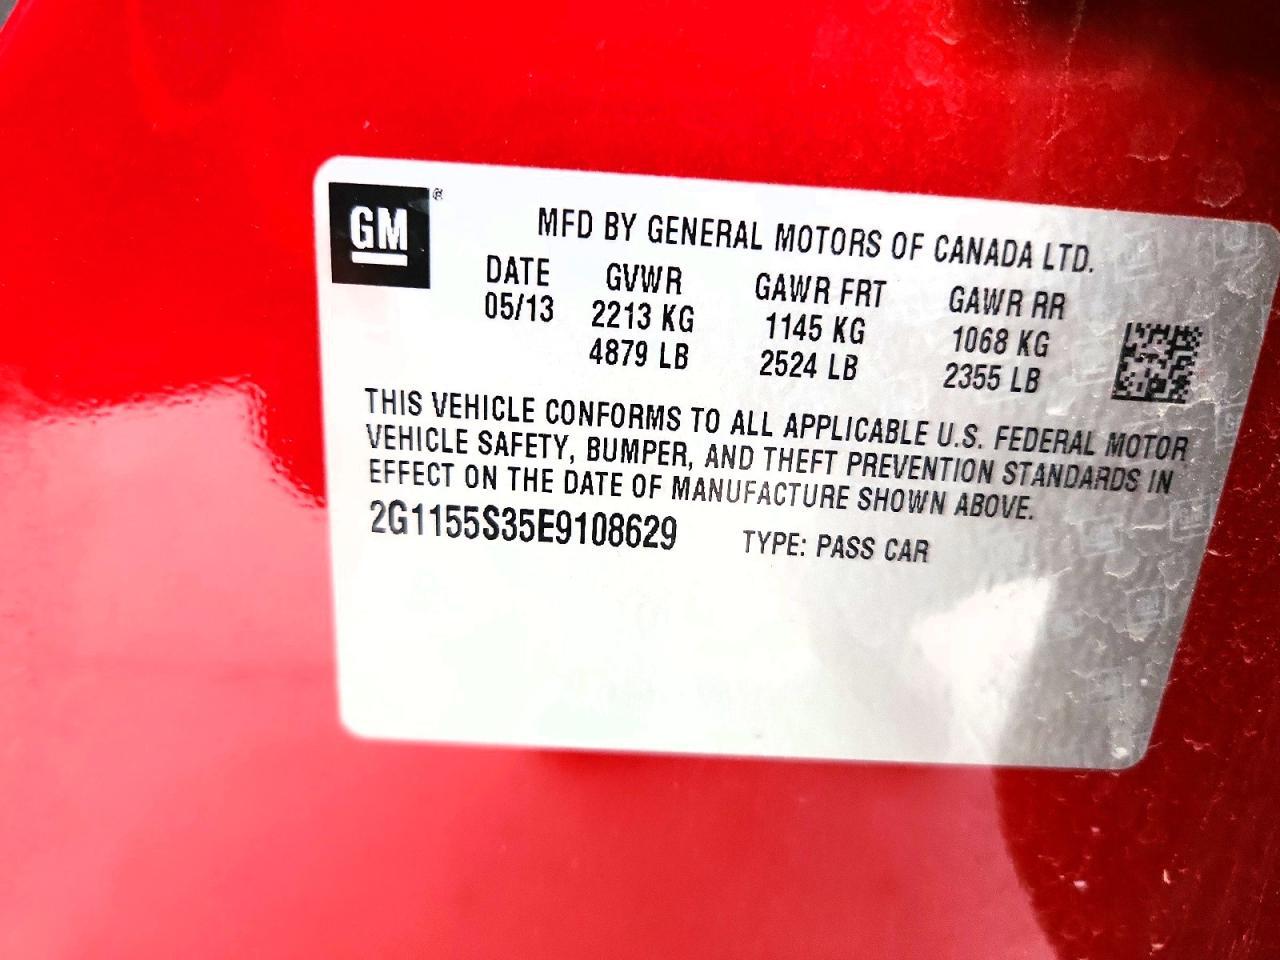 GM ®
MFD BY GENERAL MOTORS OF CANADA LTD.
DATE GVWR GAWR FRT GAWR RR
05/13 2213 KG 1145 KG 1068 KG
4879 LB 2524 LB 2355 LB
THIS VEHICLE CONFORMS TO ALL APPLICABLE U.S. FEDERAL MOTOR
VEHICLE SAFETY, BUMPER, AND THEFT PREVENTION STANDARDS IN
EFFECT ON THE DATE OF MANUFACTURE SHOWN ABOVE.
2G1155S35E9108629 TYPE: PASS CAR